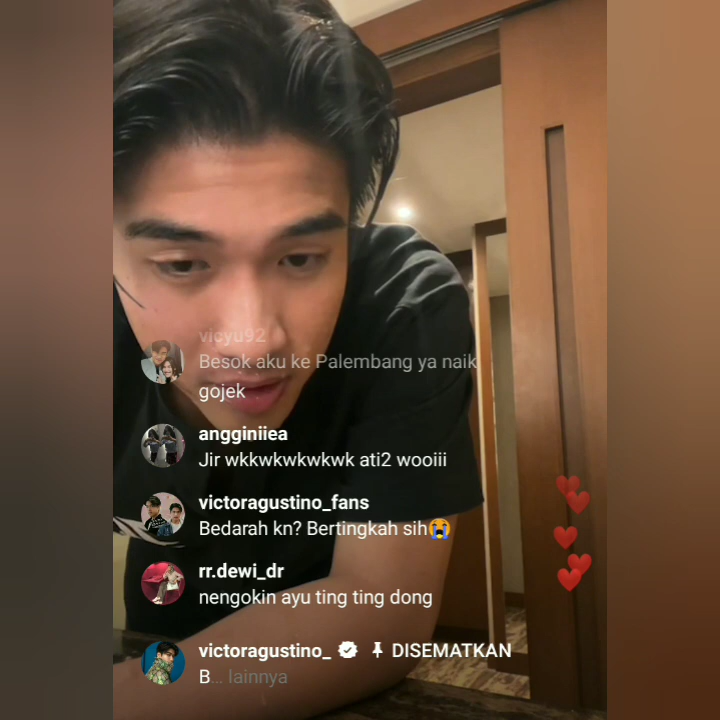 vicyu92
Besok aku ke Palembang ya naik
gojek
angginiiea
Jir wkkwkwkwkwk ati2 wooiii
victoragustino_fans
Bedarah kn? Bertingkah sih😭
rr.dewi_dr
nengokin ayu ting ting dong
victoragustino_ DISEMATKAN
B... lainnya